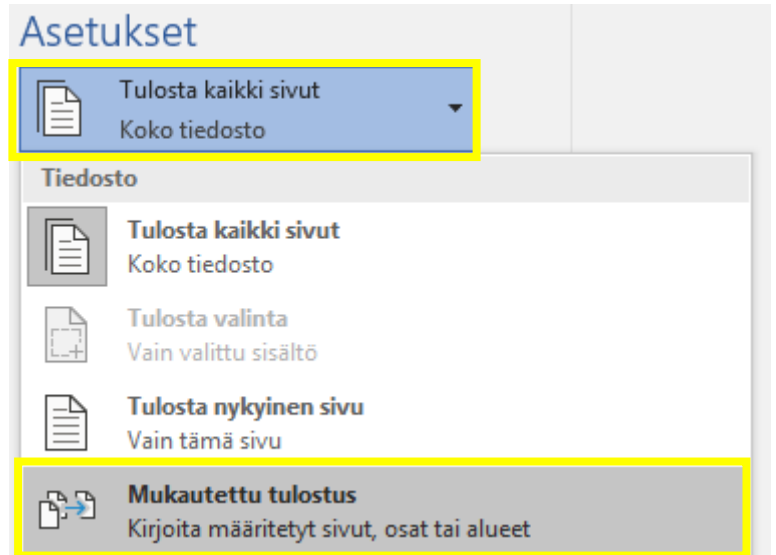 Asetukset
Tulosta kaikki sivut
Koko tiedosto
Tiedosto
Tulosta kaikki sivut
Koko tiedosto
Tulosta valinta
Vain valittu sisältö
Tulosta nykyinen sivu
Vain tämä sivu
Mukautettu tulostus
Kirjoita määritetyt sivut, osat tai alueet